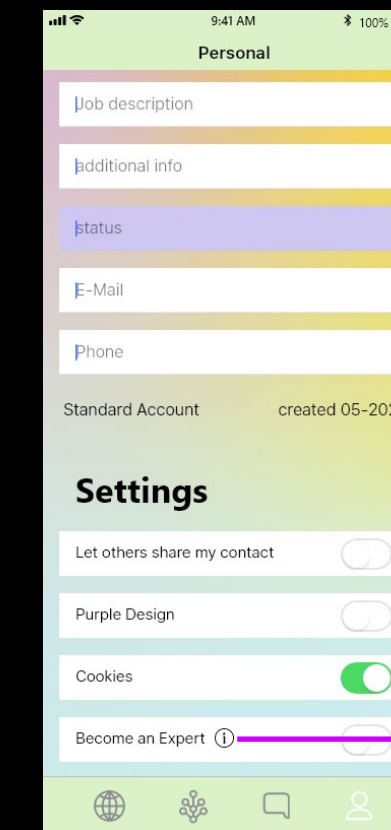 9:41 AM 100%
Personal
Job description
additional info
status
E-Mail
Phone
Standard Account created
Settings
Let others share my contact
Purple Design
Cookies
Become an Expert i